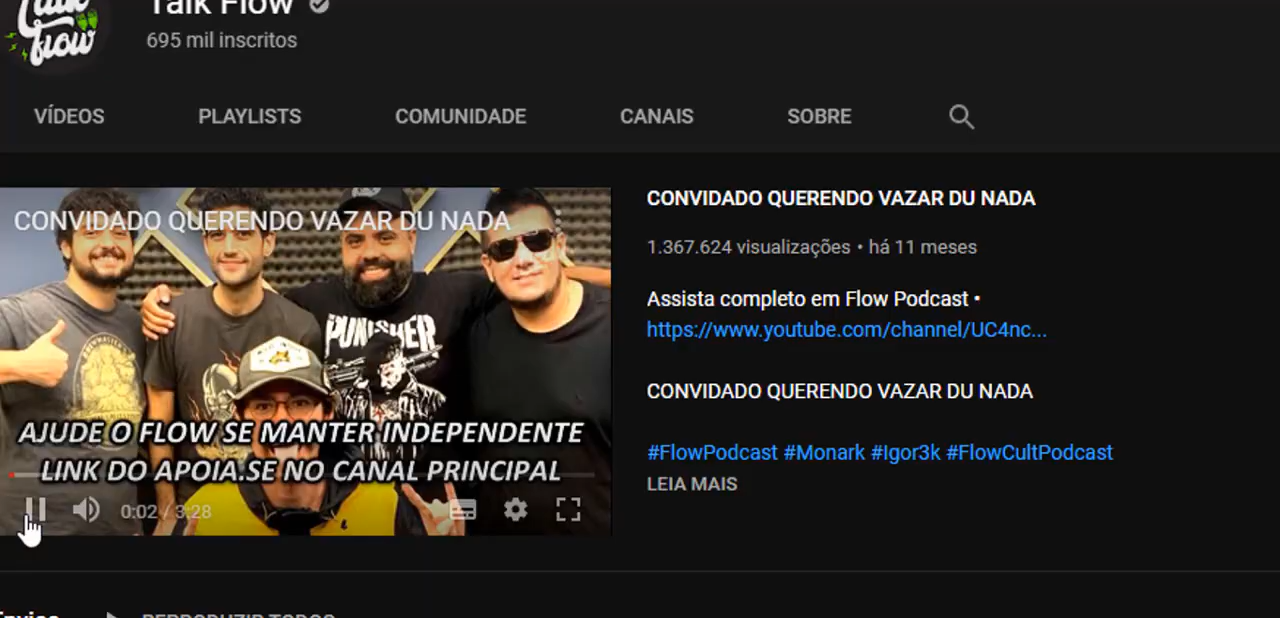 Talk Flow
695 mil inscritos
VÍDEOS PLAYLISTS COMUNIDADE CANAIS SOBRE
CONVIDADO QUERENDO VAZAR DU NADA
AJUDE O FLOW SE MANTER INDEPENDENTE
LINK DO APOIA.SE NO CANAL PRINCIPAL
0:02 / 3:28
CONVIDADO QUERENDO VAZAR DU NADA
1.367.624 visualizações • há 11 meses
Assista completo em Flow Podcast •
https://www.youtube.com/channel/UC4nc...
CONVIDADO QUERENDO VAZAR DU NADA
#FlowPodcast #Monark #Igor3k #FlowCultPodcast
LEIA MAIS
PUNISHER
REPRODUZIR TODOS